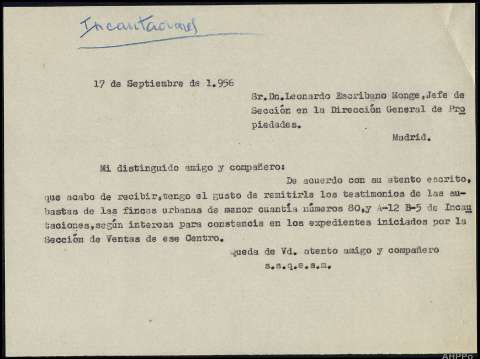 Incautaciones
17 de Septiembre de 1.956
Sr.Dn.Leonardo Escribano Monge,Jefe de
Sección en la Dirección General de Pro
piedades.
Madrid.
Mi distinguido amigo y compañero:
De acuerdo con su atento escrito,
que acabo de recibir,tengo el gusto de remitirle los testimonios de las su-
bastas de las fincas urbanas de menor cuantía números 80,y A-12 B-5 de Incau
taciones,según interesa para constancia en los expedientes iniciados por la
Sección de Ventas de ese Centro.
Queda de Vd. atento amigo y compañero
s.s.q.e.s.m.
AHPPo